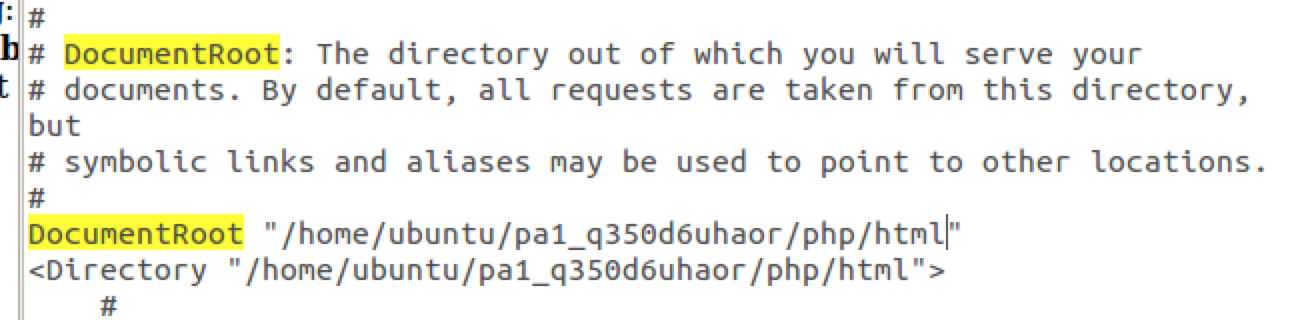 g:
b
t
#
# DocumentRoot: The directory out of which you will serve your
# documents. By default, all requests are taken from this directory,
but
# symbolic links and aliases may be used to point to other locations.
#
DocumentRoot "/home/ubuntu/pa1_q350d6uhaor/php/html"
<Directory "/home/ubuntu/pa1_q350d6uhaor/php/html">
#